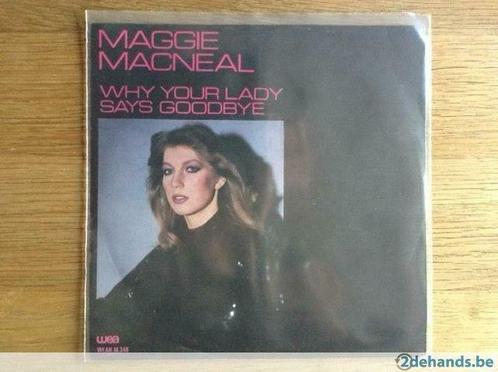 MAGGIE
MACNEAL
WHY YOUR LADY
SAYS GOODBYE
wea
2dehands.be